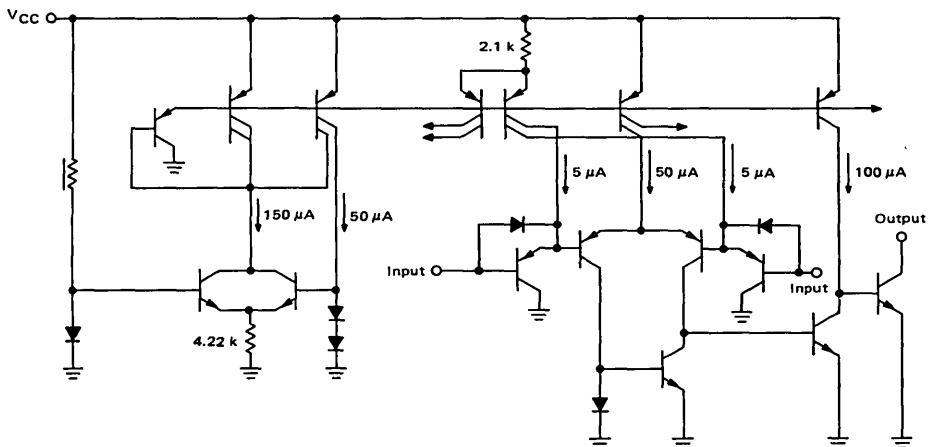 VCC
2.1 k
5 μA
50 μA
5 μA
100 μA
150 μA
50 μA
Output
Input
Input
4.22 k